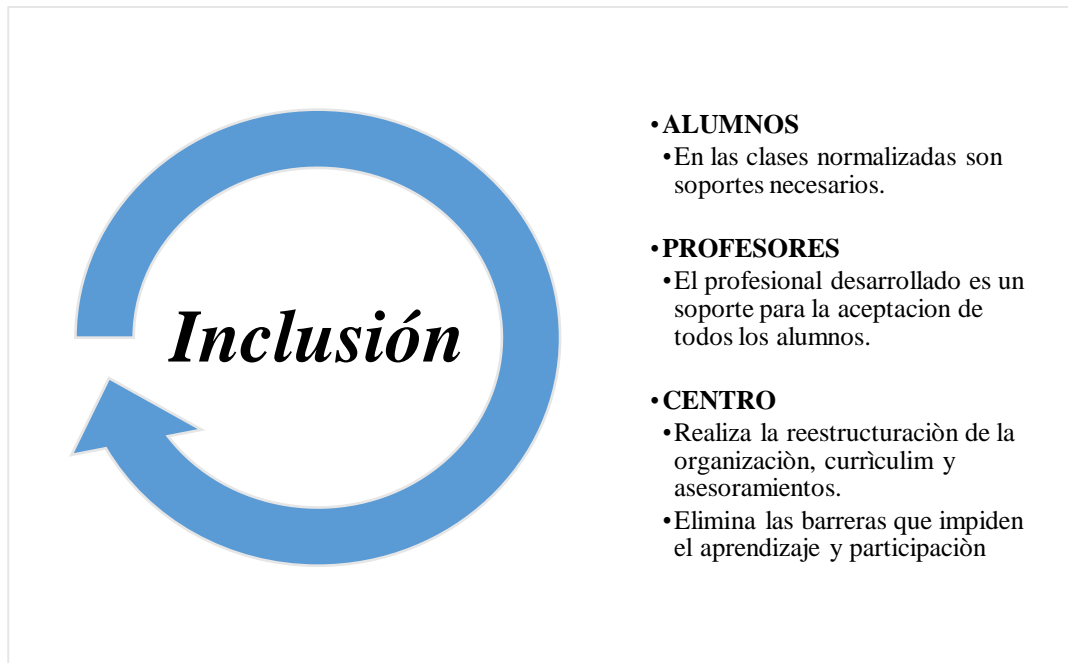 Inclusión
•ALUMNOS
•En las clases normalizadas son
soportes necesarios.
•PROFESORES
•El profesional desarrollado es un
soporte para la aceptacion de
todos los alumnos.
•CENTRO
•Realiza la reestructuraciòn de la
organizaciòn, currìculim y
asesoramientos.
•Elimina las barreras que impiden
el aprendizaje y participaciòn